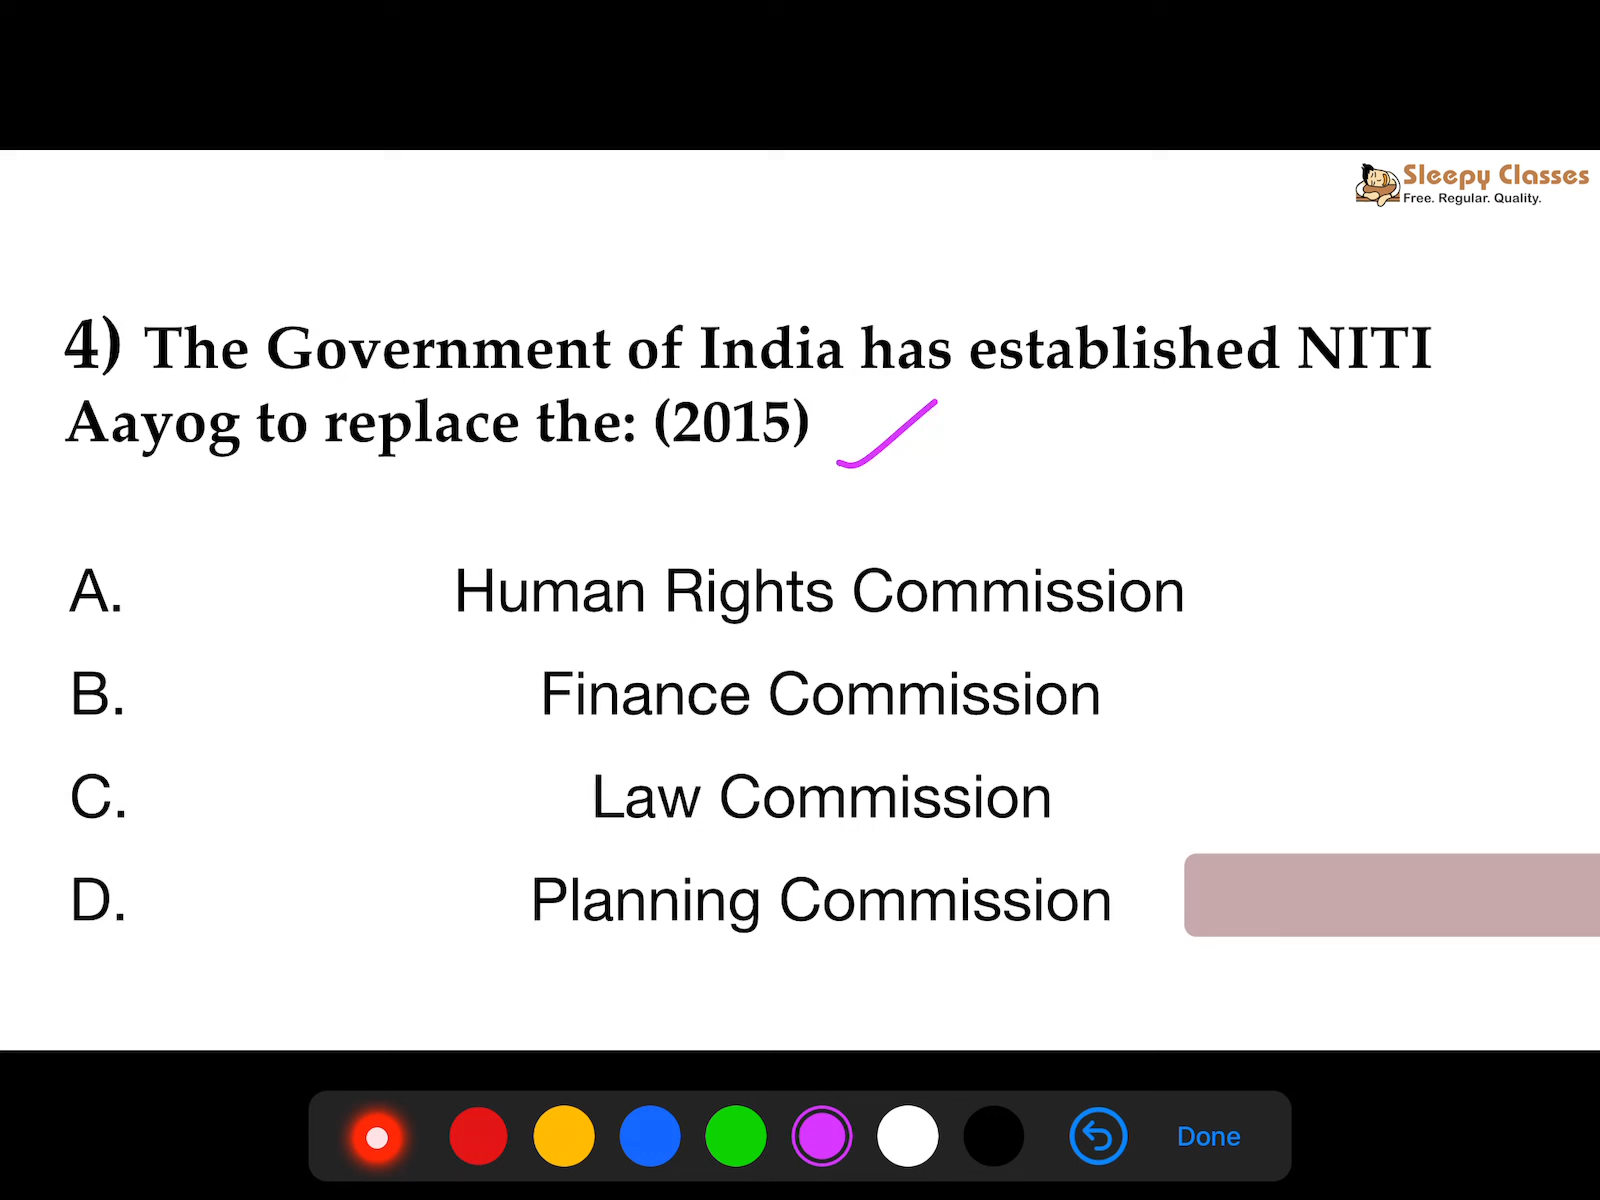 Sleepy Classes
Free. Regular. Quality.
4) The Government of India has established NITI
Aayog to replace the: (2015)
A. Human Rights Commission
B. Finance Commission
C. Law Commission
D. Planning Commission
Done